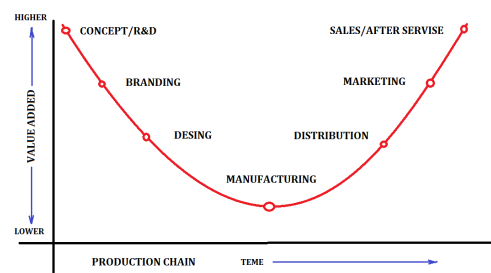 HIGHER
CONCEPT/R&D
SALES/AFTER SERVISE
BRANDING
MARKETING
VALUE ADDED
DESING
DISTRIBUTION
MANUFACTURING
LOWER
PRODUCTION CHAIN
TEME